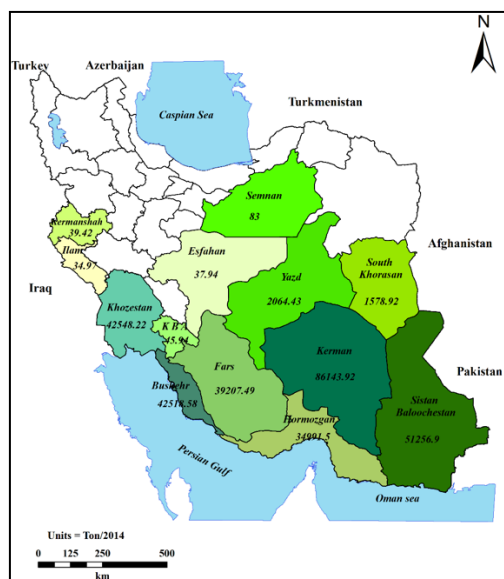 N
Turkey
Azerbaijan
Caspian Sea
Turkmenistan
Semnan
83
Kermanshah
39.42
Ilam
34.97
Esfahan
37.94
Afghanistan
South
Khorasan
1578.92
Yazd
2064.43
Iraq
Khozestan
42548.22
K B A
45.94
Fars
39207.49
Kerman
86143.92
Pakistan
Bushehr
42518.58
Sistan
Baloochestan
51256.9
Hormozgan
34991.5
Persian Gulf
Oman sea
Units = Ton/2014
0 125 250 500
km